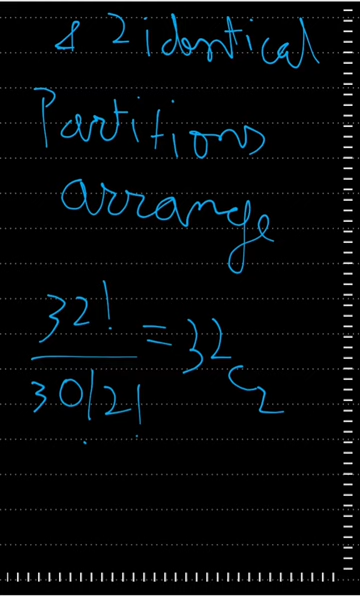 & 2 identical
Partitions
arrange
32! / 30! 2! = 32C2